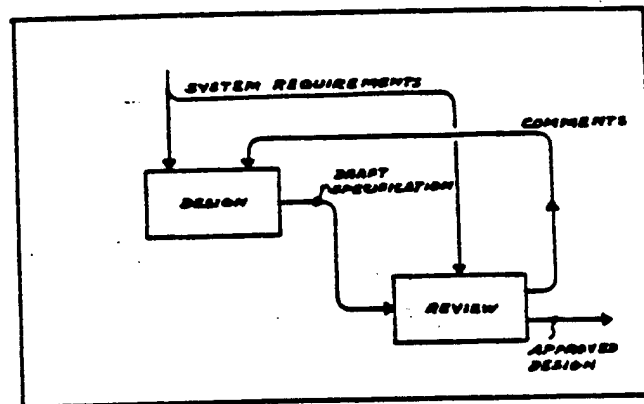 SYSTEM REQUIREMENTS
COMMENTS
DRAFT
SPECIFICATION
DESIGN
REVIEW
APPROVED
DESIGN